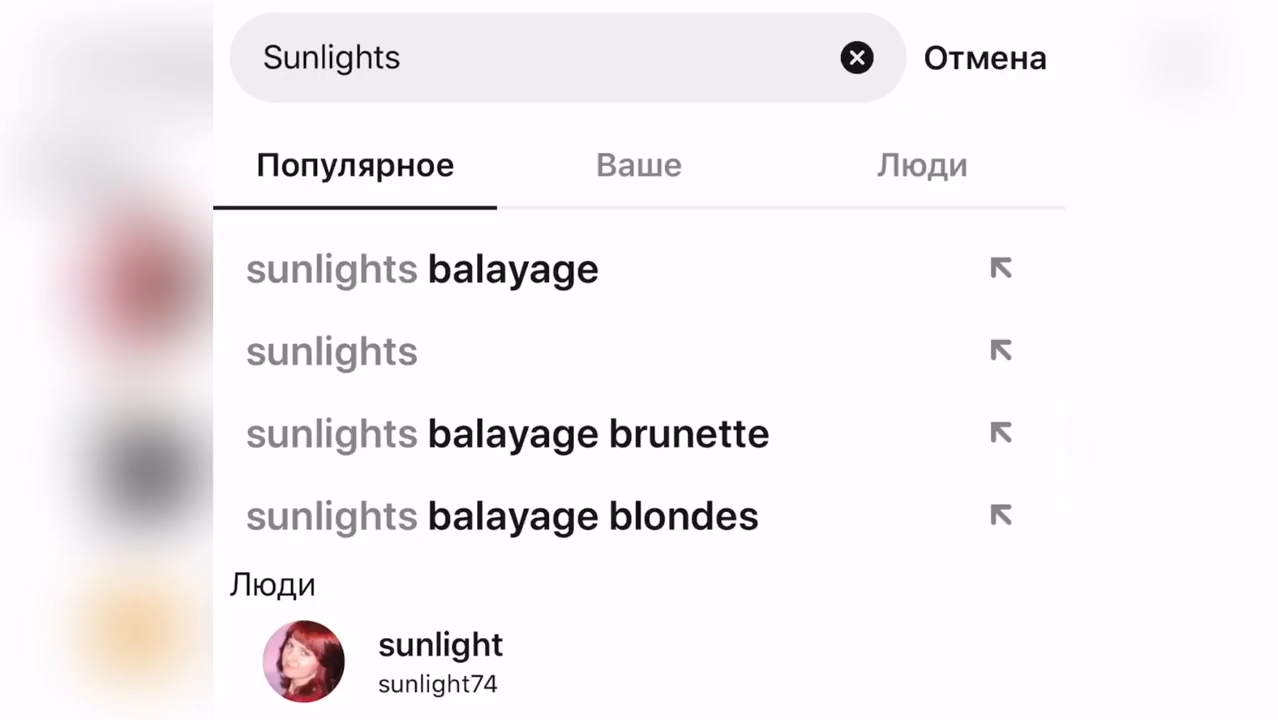 Sunlights Отмена
Популярное Ваше Люди
sunlights balayage
sunlights
sunlights balayage brunette
sunlights balayage blondes
Люди
sunlight
sunlight74